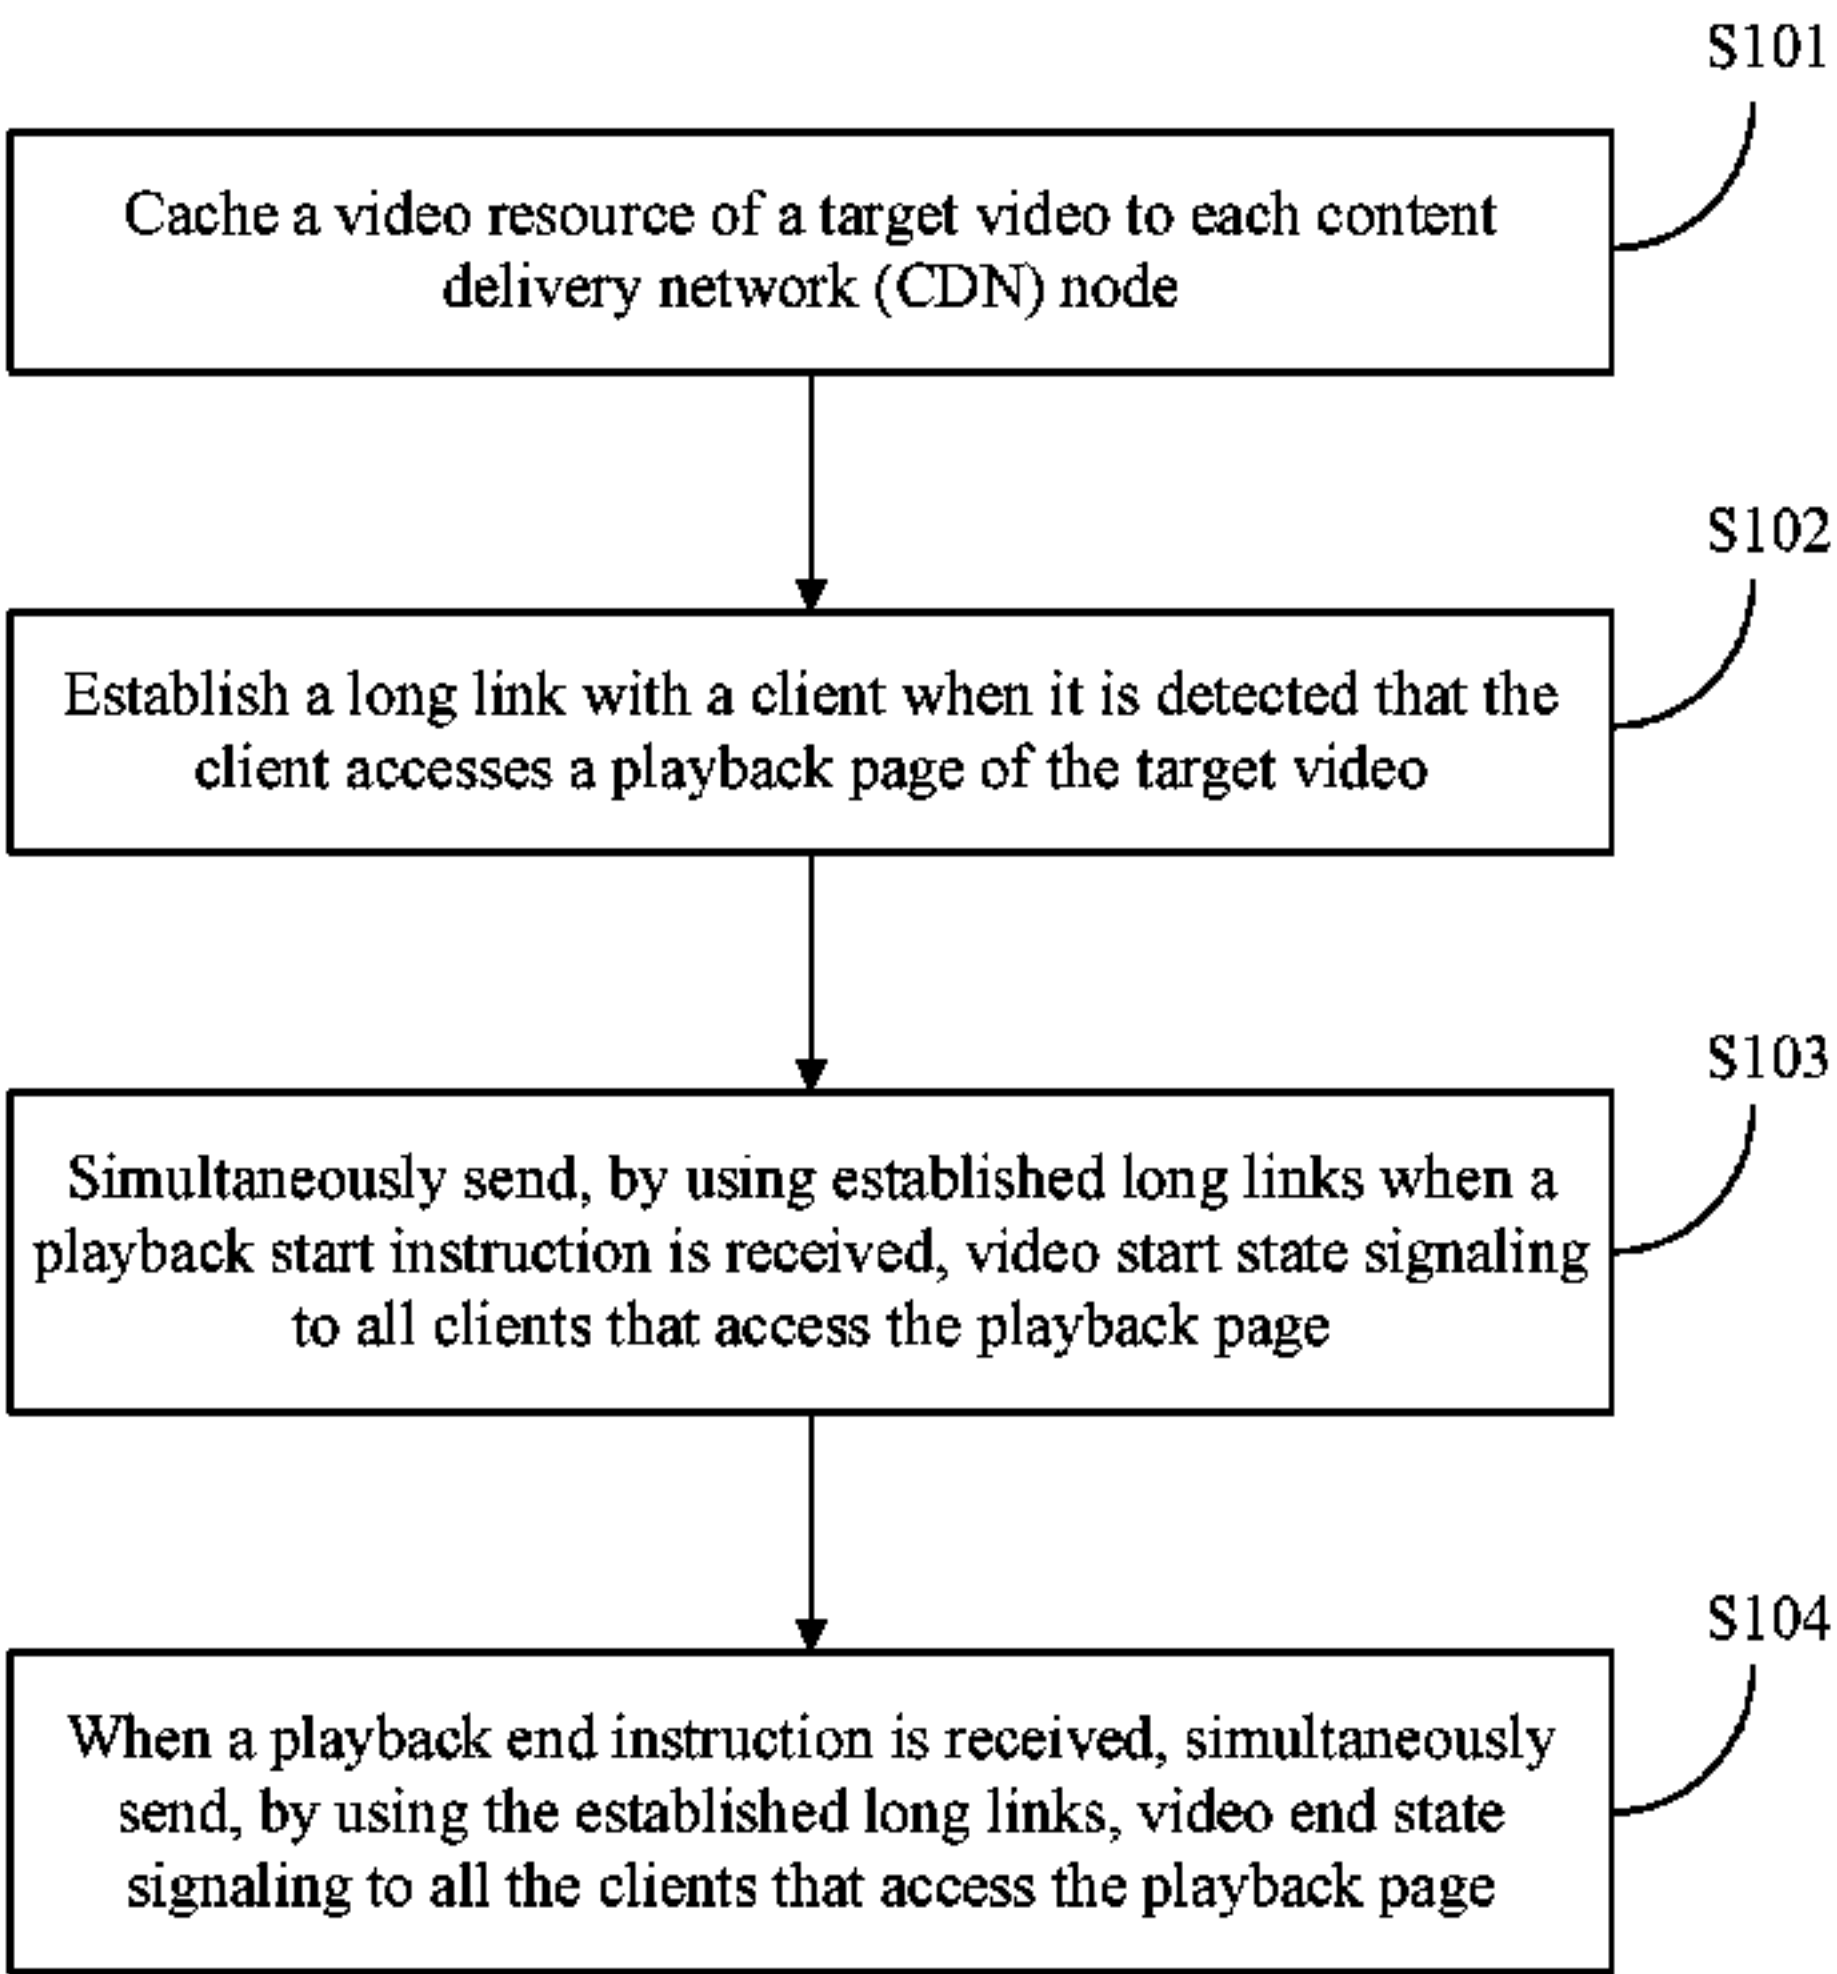 S101
Cache a video resource of a target video to each content
delivery network (CDN) node
S102
Establish a long link with a client when it is detected that the
client accesses a playback page of the target video
S103
Simultaneously send, by using established long links when a
playback start instruction is received, video start state signaling
to all clients that access the playback page
S104
When a playback end instruction is received, simultaneously
send, by using the established long links, video end state
signaling to all the clients that access the playback page